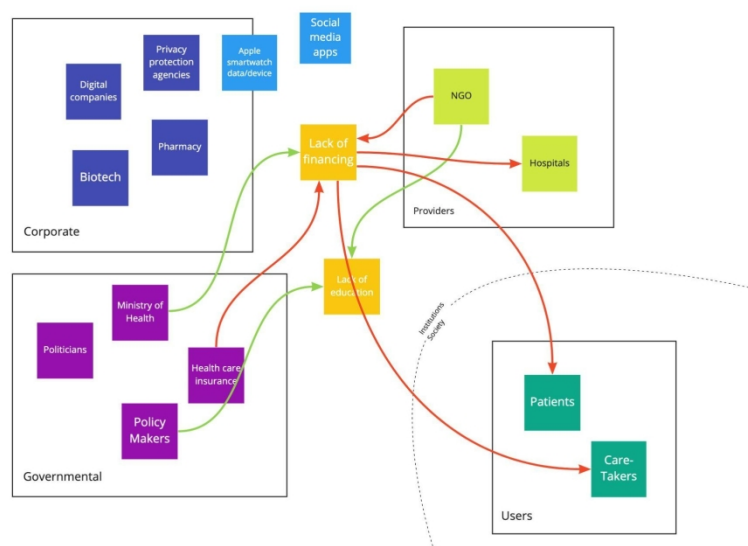 Social
media
apps
Privacy
protection
agencies
Apple
smartwatch
data/device
Digital
companies
Pharmacy
Biotech
Corporate
NGO
Hospitals
Providers
Lack of
financing
Lack of
education
Ministry of
Health
Politicians
Health care
insurance
Policy
Makers
Governmental
Institutions
Society
Patients
Care-
Takers
Users